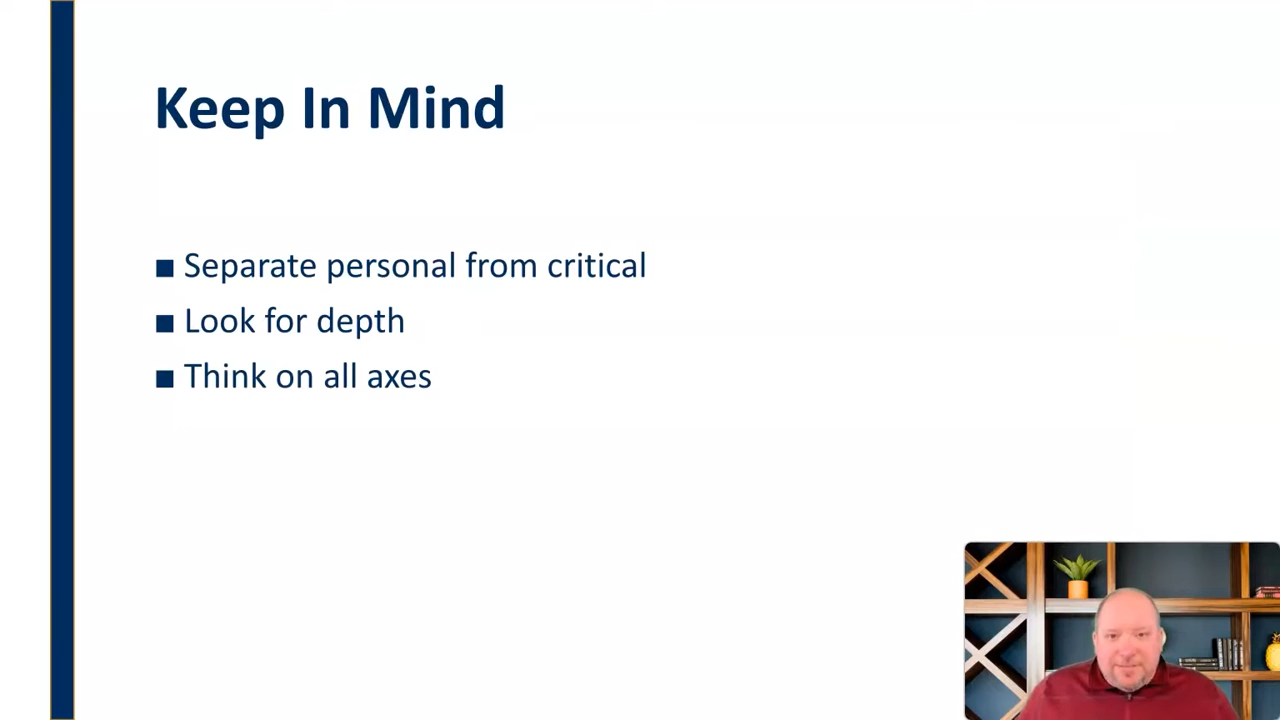 Keep In Mind
■ Separate personal from critical
■ Look for depth
■ Think on all axes